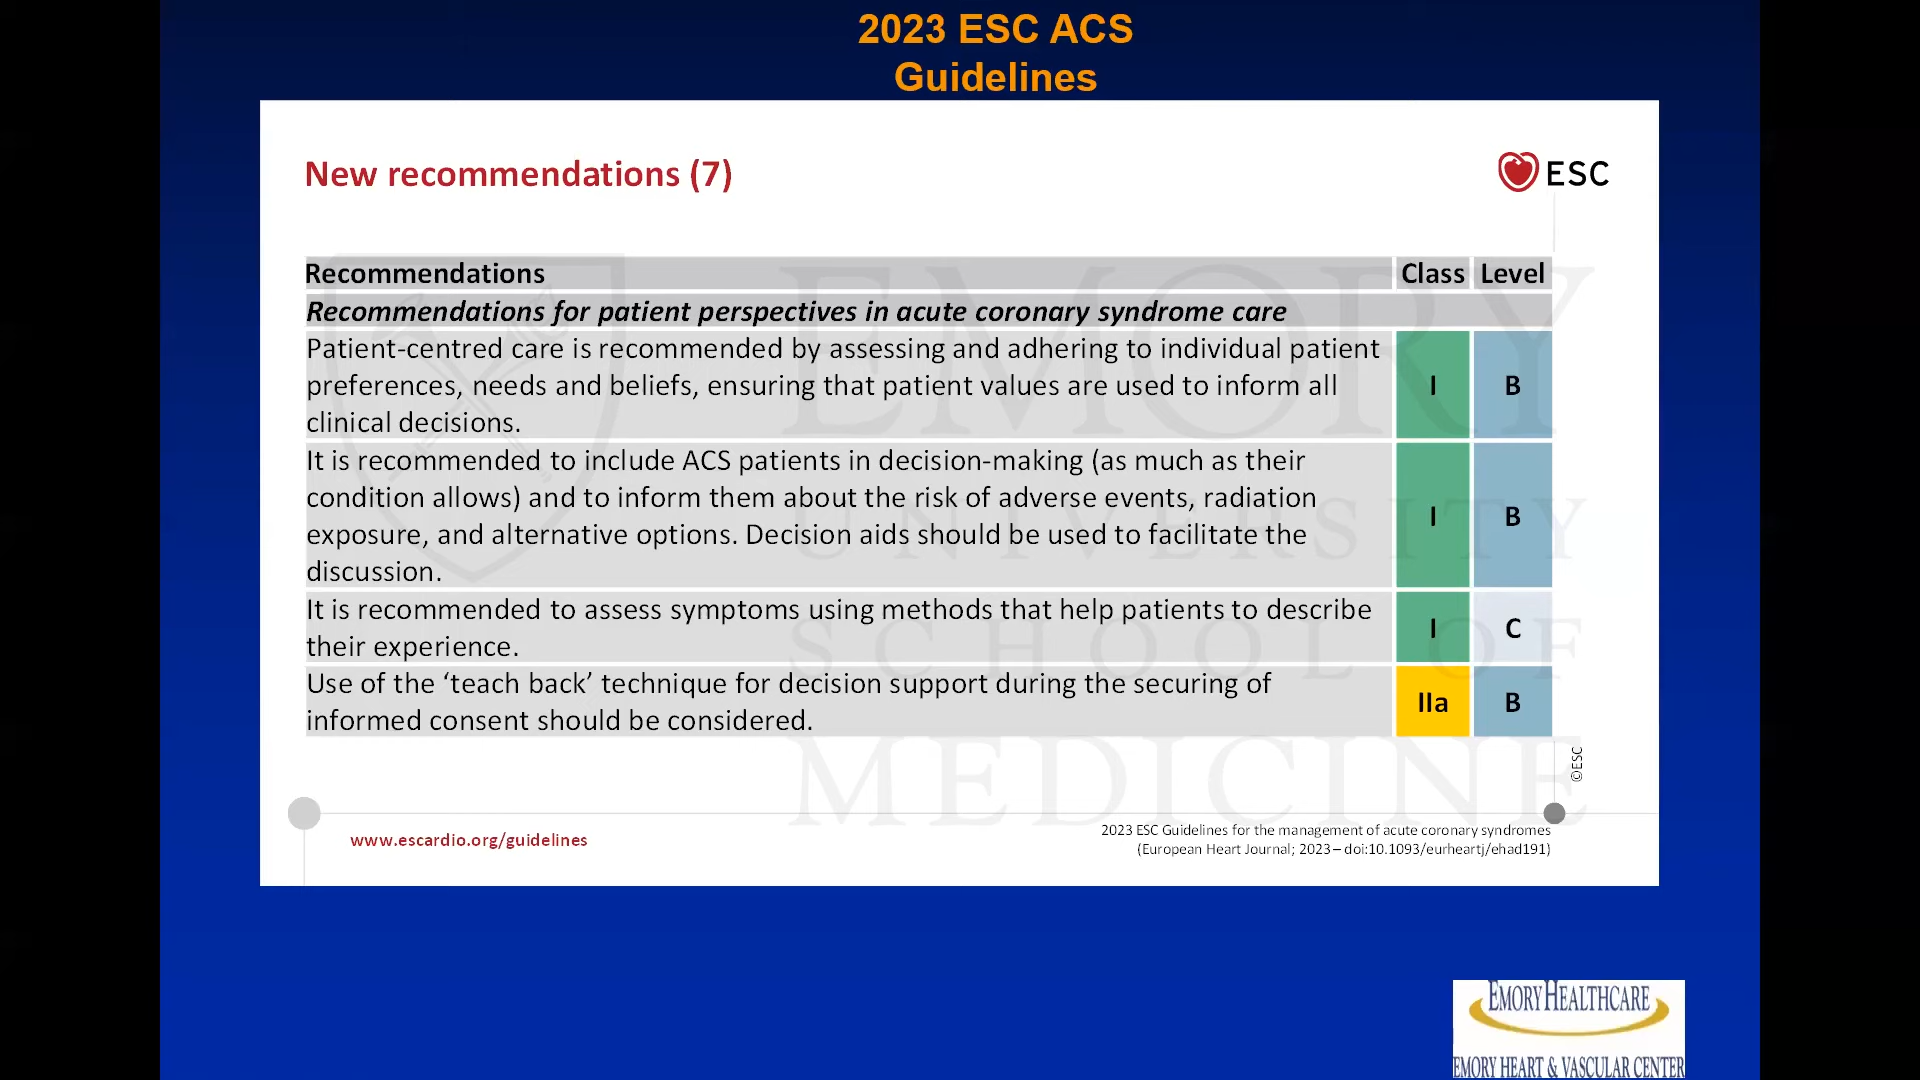 2023 ESC ACS
Guidelines
New recommendations (7)
ESC
Recommendations Class Level
Recommendations for patient perspectives in acute coronary syndrome care
Patient-centred care is recommended by assessing and adhering to individual patient
preferences, needs and beliefs, ensuring that patient values are used to inform all
clinical decisions.
I B
It is recommended to include ACS patients in decision-making (as much as their
condition allows) and to inform them about the risk of adverse events, radiation
exposure, and alternative options. Decision aids should be used to facilitate the
discussion.
I B
It is recommended to assess symptoms using methods that help patients to describe
their experience.
I C
Use of the ‘teach back’ technique for decision support during the securing of
informed consent should be considered.
IIa B
EMORY
UNIVERSITY
SCHOOL OF
MEDICINE
©ESC
www.escardio.org/guidelines
2023 ESC Guidelines for the management of acute coronary syndromes
(European Heart Journal; 2023 – doi:10.1093/eurheartj/ehad191)
EMORY HEALTHCARE
EMORY HEART & VASCULAR CENTER